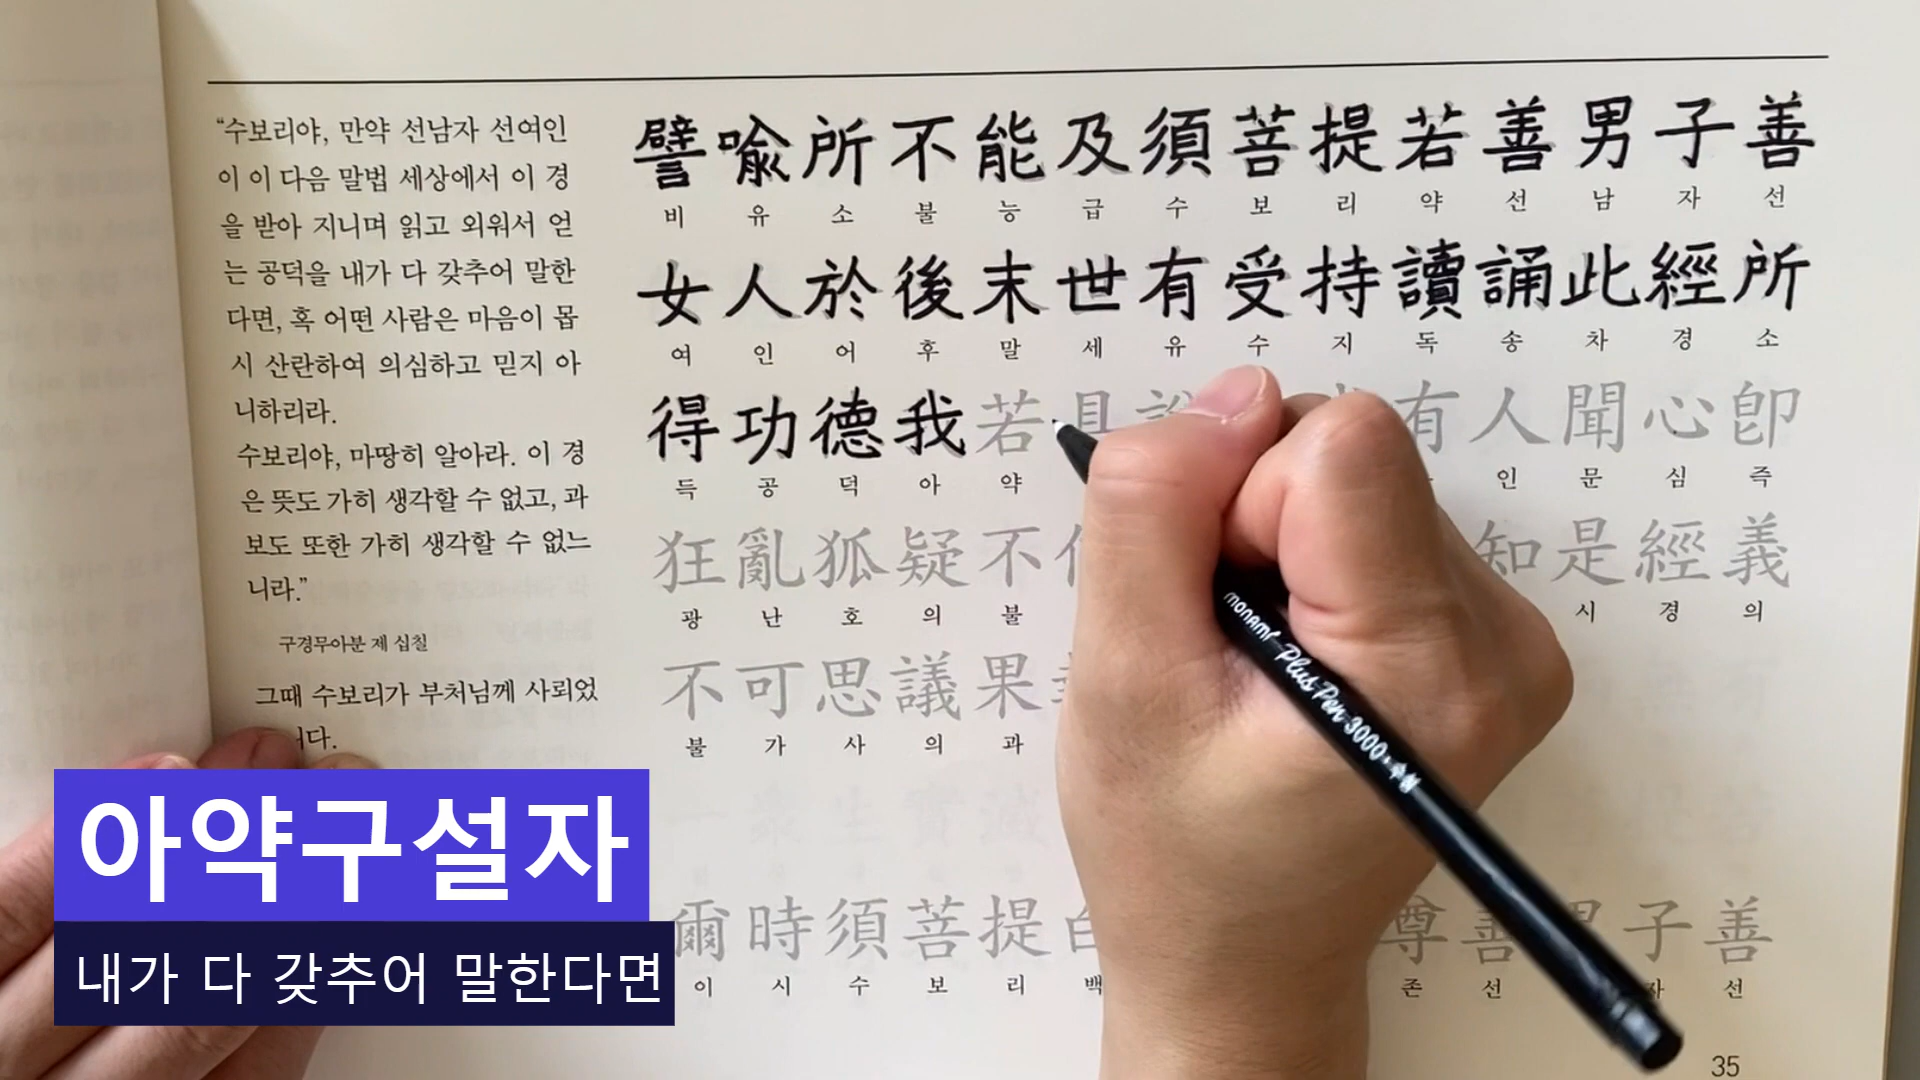 “수보리야, 만약 선남자 선여인
이 이 다음 말법 세상에서 이 경
을 받아 지니며 읽고 외워서 얻
는 공덕을 내가 다 갖추어 말한
다면, 혹 어떤 사람은 마음이 몹
시 산란하여 의심하고 믿지 아
니하리라.
수보리야, 마땅히 알아라. 이 경
은 뜻도 가히 생각할 수 없고, 과
보도 또한 가히 생각할 수 없느
니라.”
구경무아분 제 십칠
그때 수보리가 부처님께 사뢰었
다.
譬喩所不能及須菩提若善男子善
비 유 소 불 능 급 수 보 리 약 선 남 자 선
女人於後末世有受持讀誦此經所
여 인 어 후 말 세 유 수 지 독 송 차 경 소
得功德我若具說 有人聞心卽
득 공 덕 아 약 인 문 심 즉
狂亂狐疑不 知是經義
광 난 호 의 불 시 경 의
不可思議果
불 가 사 의 과
爾時須菩提白 尊善男子善
이 시 수 보 리 백 존 선 자 선
monami Plus Pen 3000 · 수성
35
아약구설자
내가 다 갖추어 말한다면